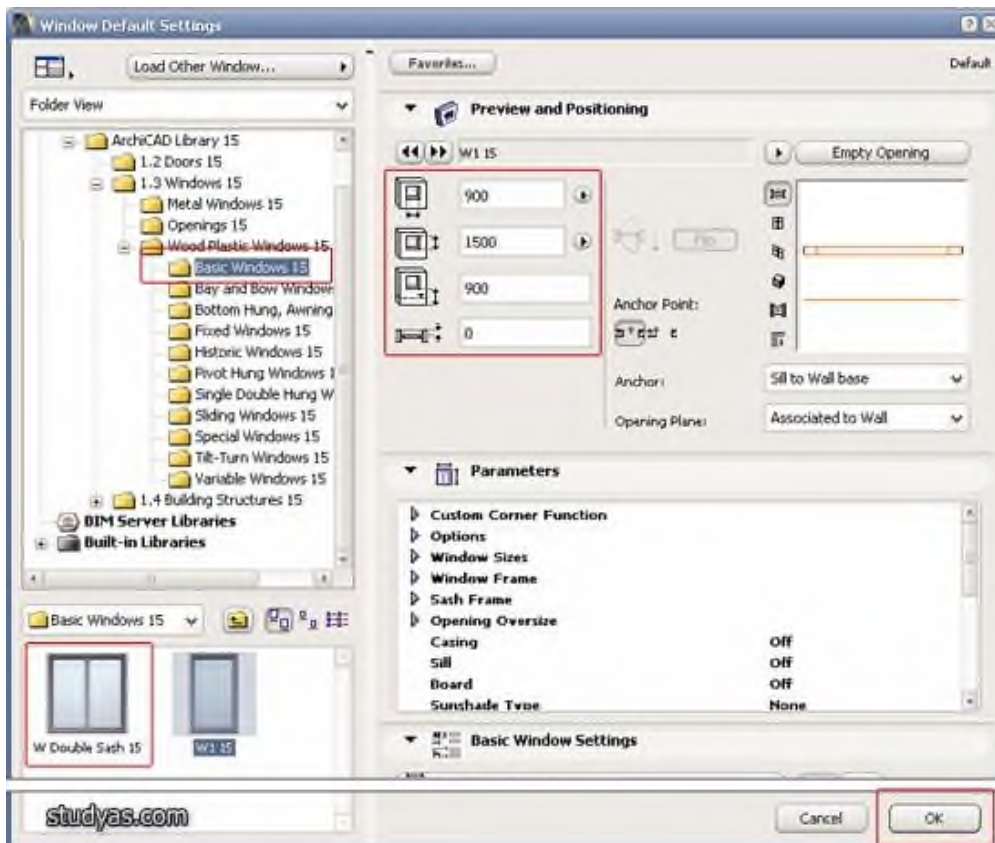 Window Default Settings
Load Other Window...
Folder View
ArchiCAD Library 15
1.2 Doors 15
1.3 Windows 15
Metal Windows 15
Openings 15
Wood Plastic Windows 15
Basic Windows 15
Bay and Bow Window
Bottom Hung, Awning
Fixed Windows 15
Historic Windows 15
Pivot Hung Windows 1
Single Double Hung W
Sliding Windows 15
Special Windows 15
Tilt-Turn Windows 15
Variable Windows 15
1.4 Building Structures 15
BIM Server Libraries
Built-in Libraries
Basic Windows 15
W Double Sash 15
W1 15
Favorites...
Default
Preview and Positioning
W1 15
Empty Opening
900
1500
900
0
Flip
Anchor Point:
Anchor:
Sill to Wall base
Opening Plane:
Associated to Wall
Parameters
Custom Corner Function
Options
Window Sizes
Window Frame
Sash Frame
Opening Oversize
Casing Off
Sill Off
Board Off
Sunshade Type None
Basic Window Settings
studyas.com
Cancel
OK